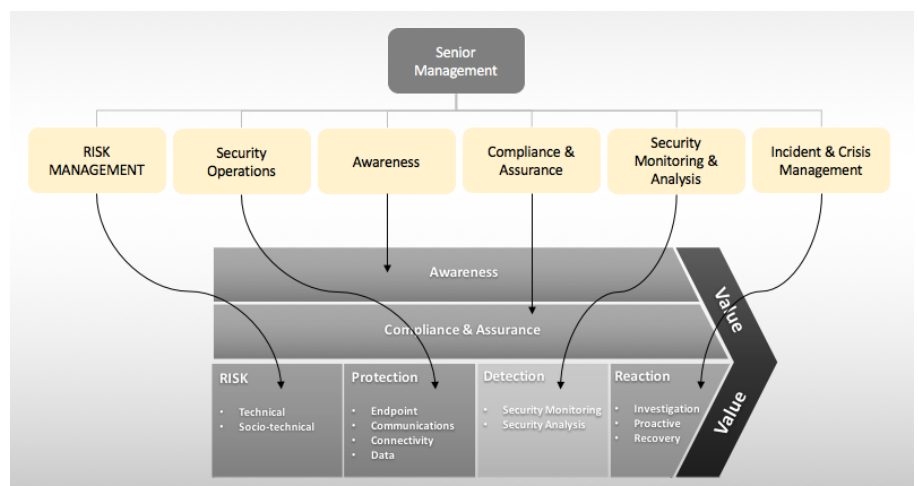 Senior
Management
RISK
MANAGEMENT
Security
Operations
Awareness
Compliance &
Assurance
Security
Monitoring &
Analysis
Incident & Crisis
Management
Awareness
Compliance & Assurance
Value
Value
RISK
• Technical
• Socio-technical
Protection
• Endpoint
• Communications
• Connectivity
• Data
Detection
• Security Monitoring
• Security Analysis
Reaction
• Investigation
• Proactive
• Recovery